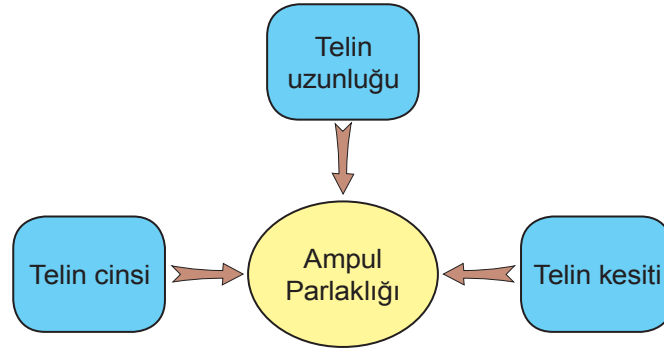 Telin
uzunluğu
Telin cinsi
Ampul
Parlaklığı
Telin kesiti